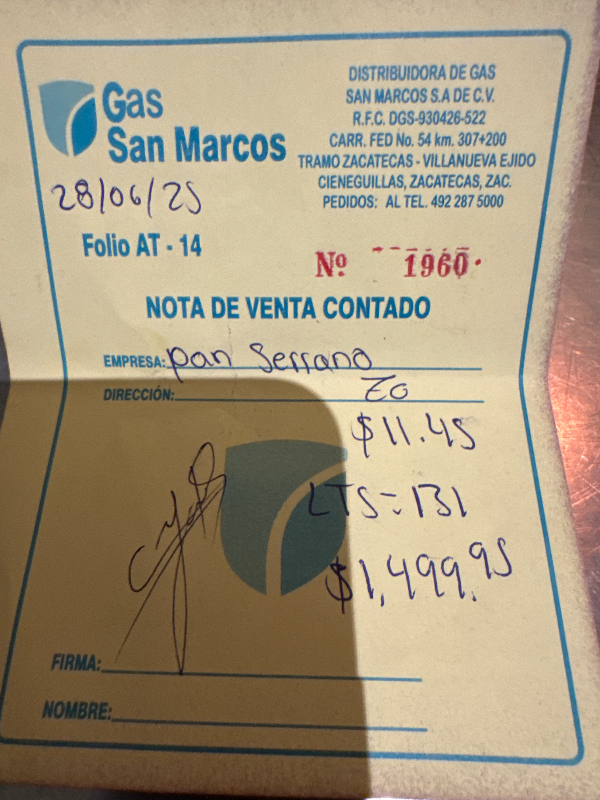 Gas
San Marcos
DISTRIBUIDORA DE GAS
SAN MARCOS S.A DE C.V.
R.F.C. DGS-930426-522
CARR. FED No. 54 km. 307+200
TRAMO ZACATECAS - VILLANUEVA EJIDO
CIENEGUILLAS, ZACATECAS, ZAC.
PEDIDOS: AL TEL. 492 287 5000
28/06/25
Folio AT - 14
Nº 1960
NOTA DE VENTA CONTADO
EMPRESA: pan Serrano
DIRECCIÓN:
$11.45
LTS=131
$1,499.95
FIRMA:
NOMBRE: